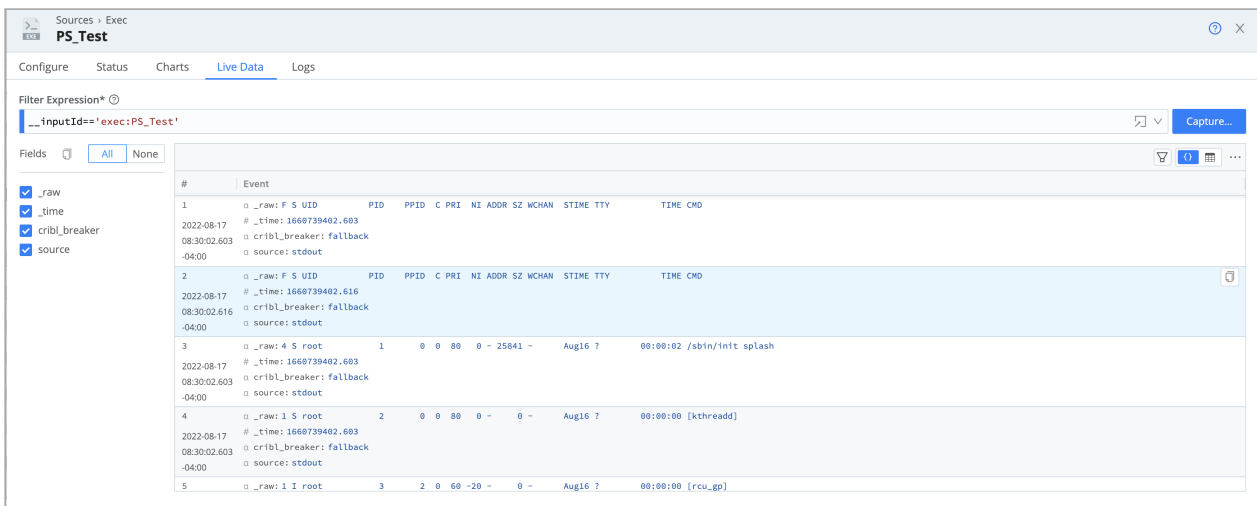 Sources › Exec
EXE
PS_Test
Configure Status Charts Live Data Logs
Filter Expression*
__inputId=='exec:PS_Test'
Capture...
Fields All None
_raw
_time
cribl_breaker
source
# Event
1 α _raw: F S UID PID PPID C PRI NI ADDR SZ WCHAN STIME TTY TIME CMD
2022-08-17 # _time: 1660739402.603
08:30:02.603 α cribl_breaker: fallback
-04:00 α source: stdout
2 α _raw: F S UID PID PPID C PRI NI ADDR SZ WCHAN STIME TTY TIME CMD
2022-08-17 # _time: 1660739402.616
08:30:02.616 α cribl_breaker: fallback
-04:00 α source: stdout
3 α _raw: 4 S root 1 0 0 80 0 - 25841 - Aug16 ? 00:00:02 /sbin/init splash
2022-08-17 # _time: 1660739402.603
08:30:02.603 α cribl_breaker: fallback
-04:00 α source: stdout
4 α _raw: 1 S root 2 0 0 80 0 - 0 - Aug16 ? 00:00:00 [kthreadd]
2022-08-17 # _time: 1660739402.603
08:30:02.603 α cribl_breaker: fallback
-04:00 α source: stdout
5 α _raw: 1 I root 3 2 0 60 -20 - 0 - Aug16 ? 00:00:00 [rcu_gp]